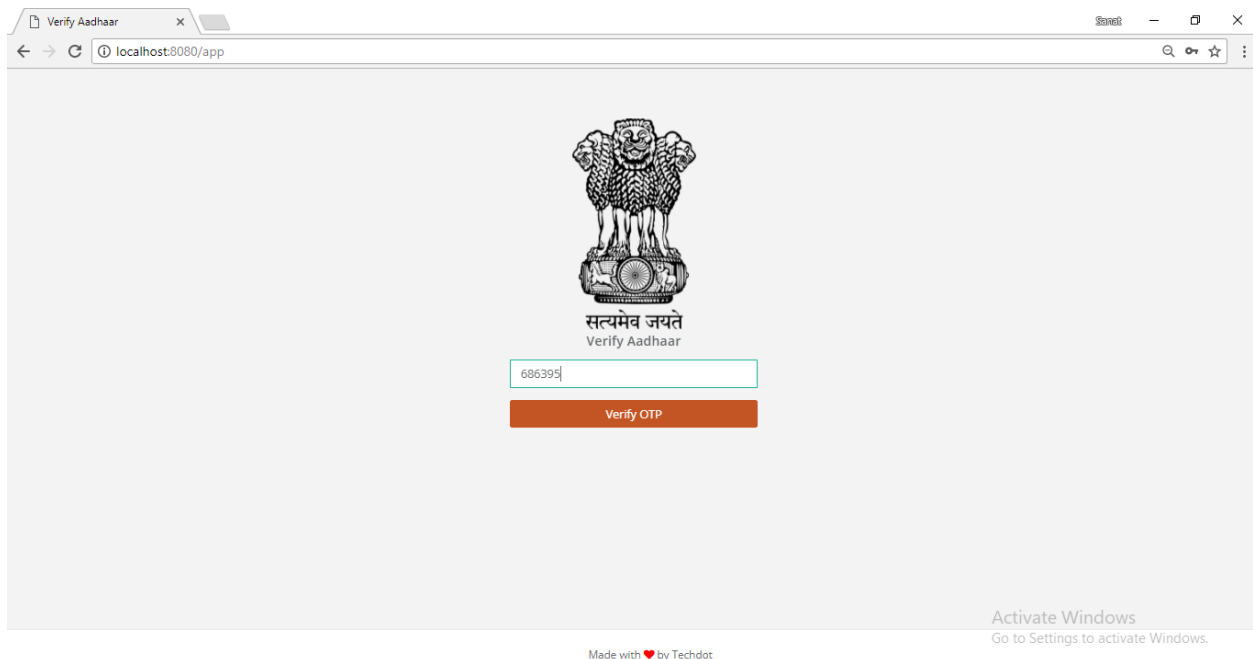 Verify Aadhaar
Sanat
localhost:8080/app
सत्यमेव जयते
Verify Aadhaar
686395
Verify OTP
Activate Windows
Go to Settings to activate Windows.
Made with ❤ by Techdot